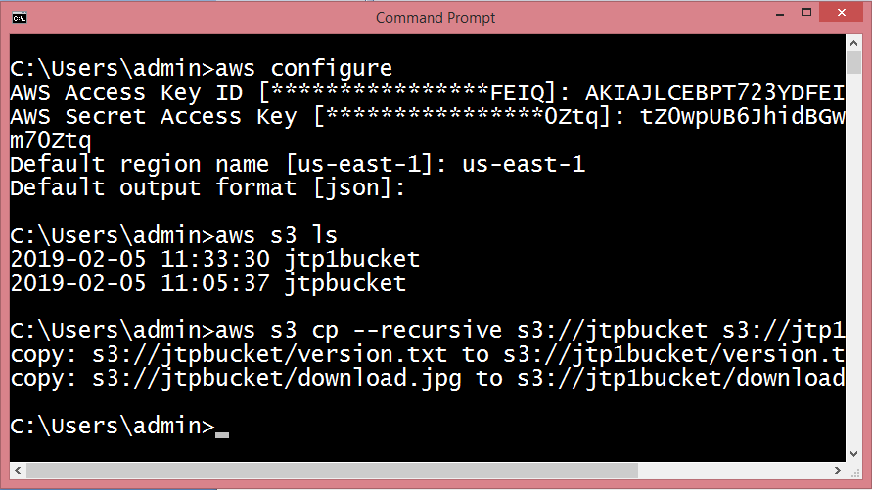 Command Prompt
C:\Users\admin>aws configure
AWS Access Key ID [****************FEIQ]: AKIAJLCEBPT723YDFEI
AWS Secret Access Key [****************OZtq]: tZOwpUB6JhidBGw
m7OZtq
Default region name [us-east-1]: us-east-1
Default output format [json]:
C:\Users\admin>aws s3 ls
2019-02-05 11:33:30 jtp1bucket
2019-02-05 11:05:37 jtpbucket
C:\Users\admin>aws s3 cp --recursive s3://jtpbucket s3://jtp1
copy: s3://jtpbucket/version.txt to s3://jtp1bucket/version.t
copy: s3://jtpbucket/download.jpg to s3://jtp1bucket/download
C:\Users\admin>